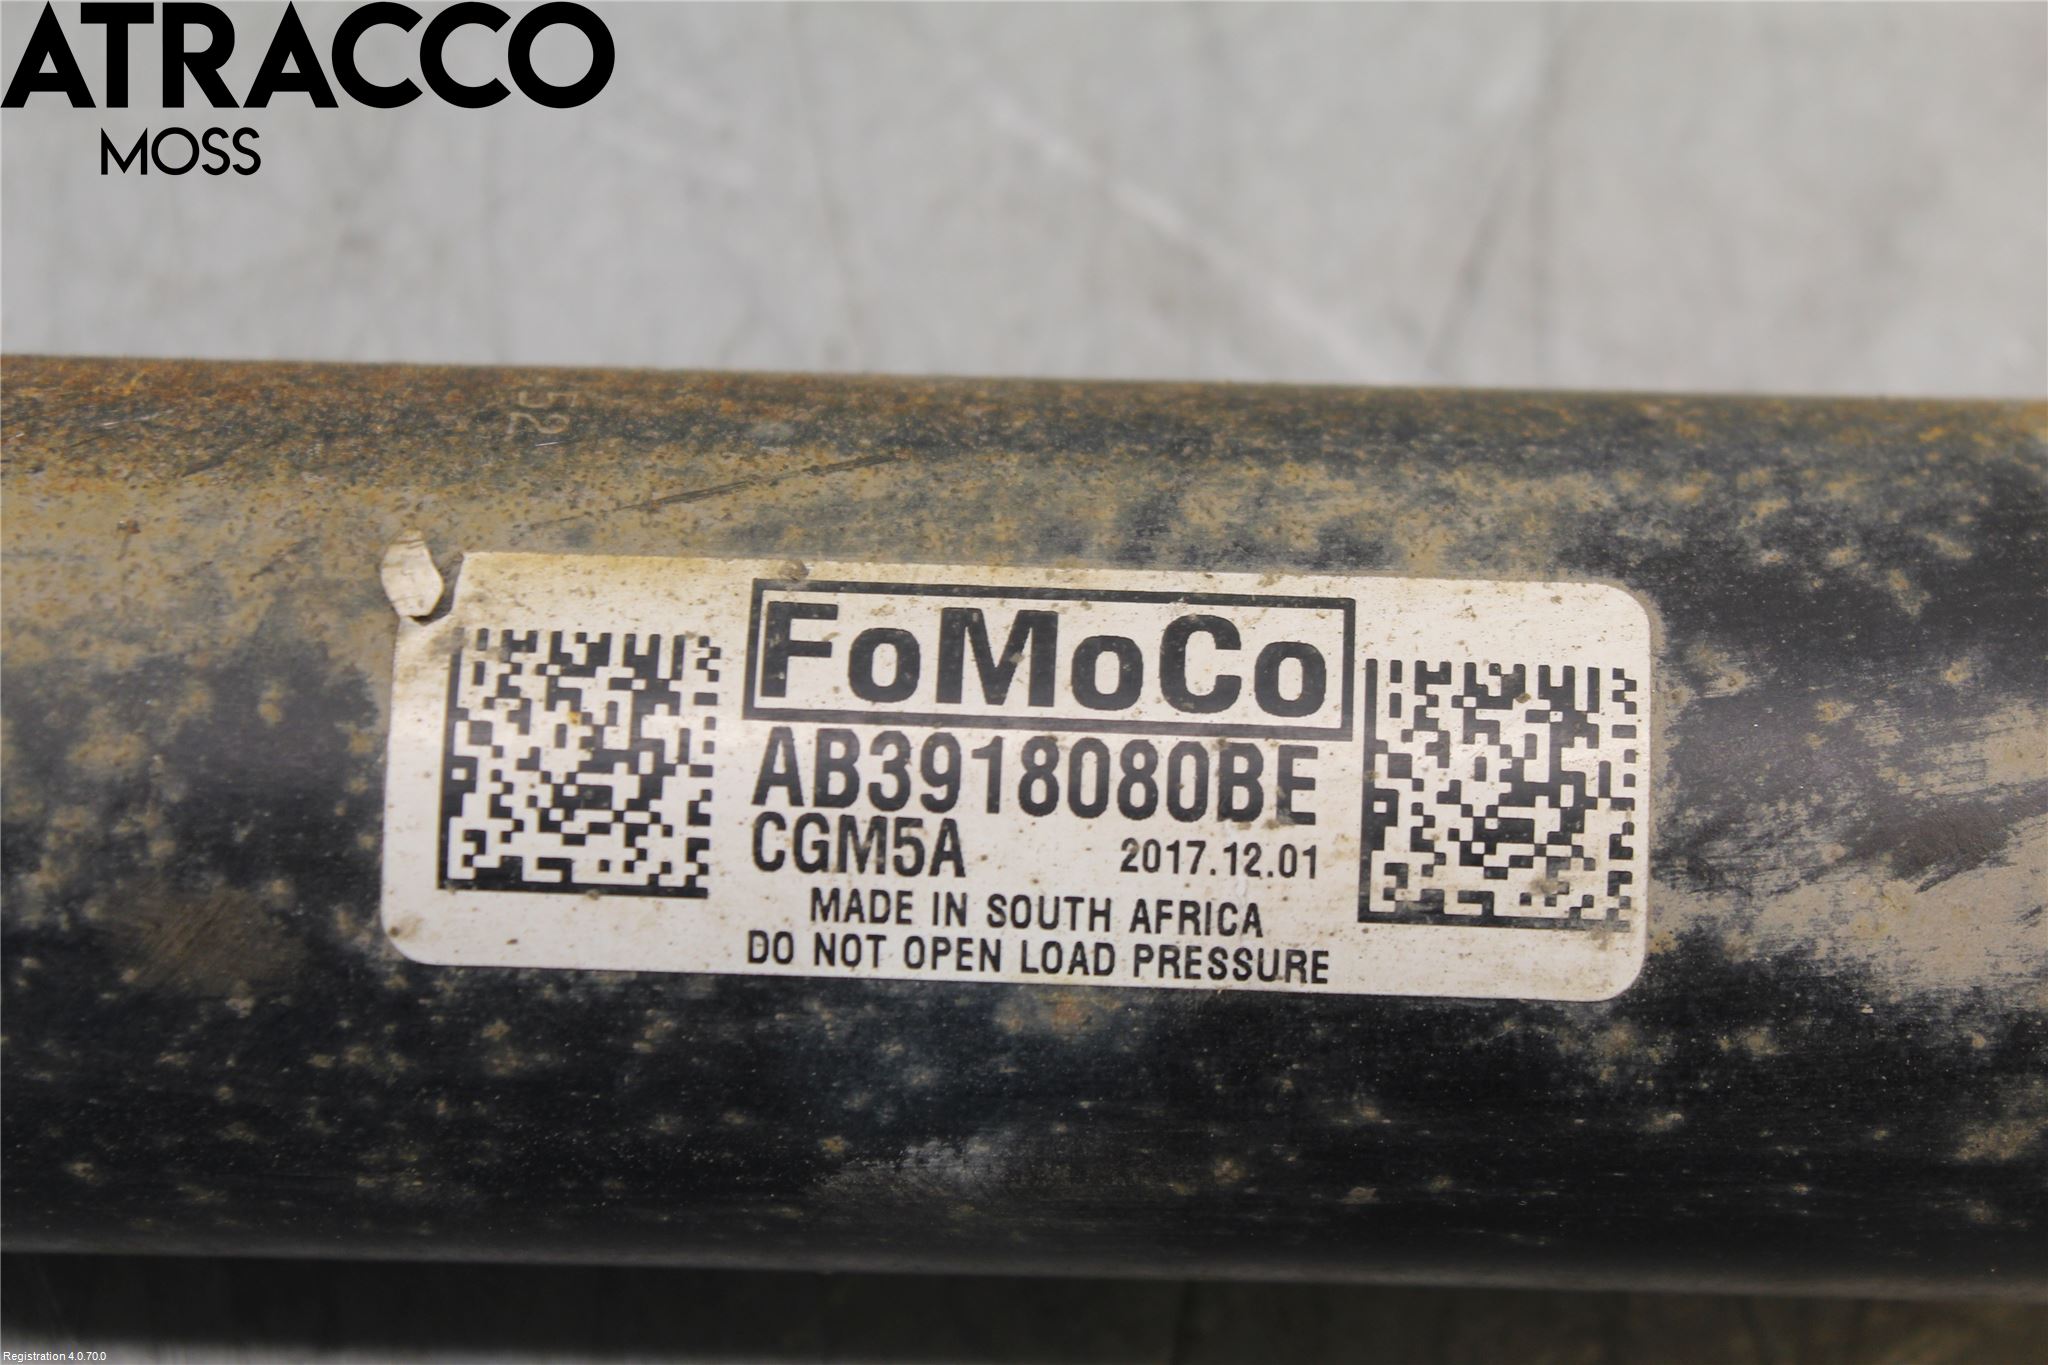 ATRACCO
MOSS
52
FoMoCo
AB3918080BE
CGM5A 2017.12.01
MADE IN SOUTH AFRICA
DO NOT OPEN LOAD PRESSURE
Registration 4.0.70.0